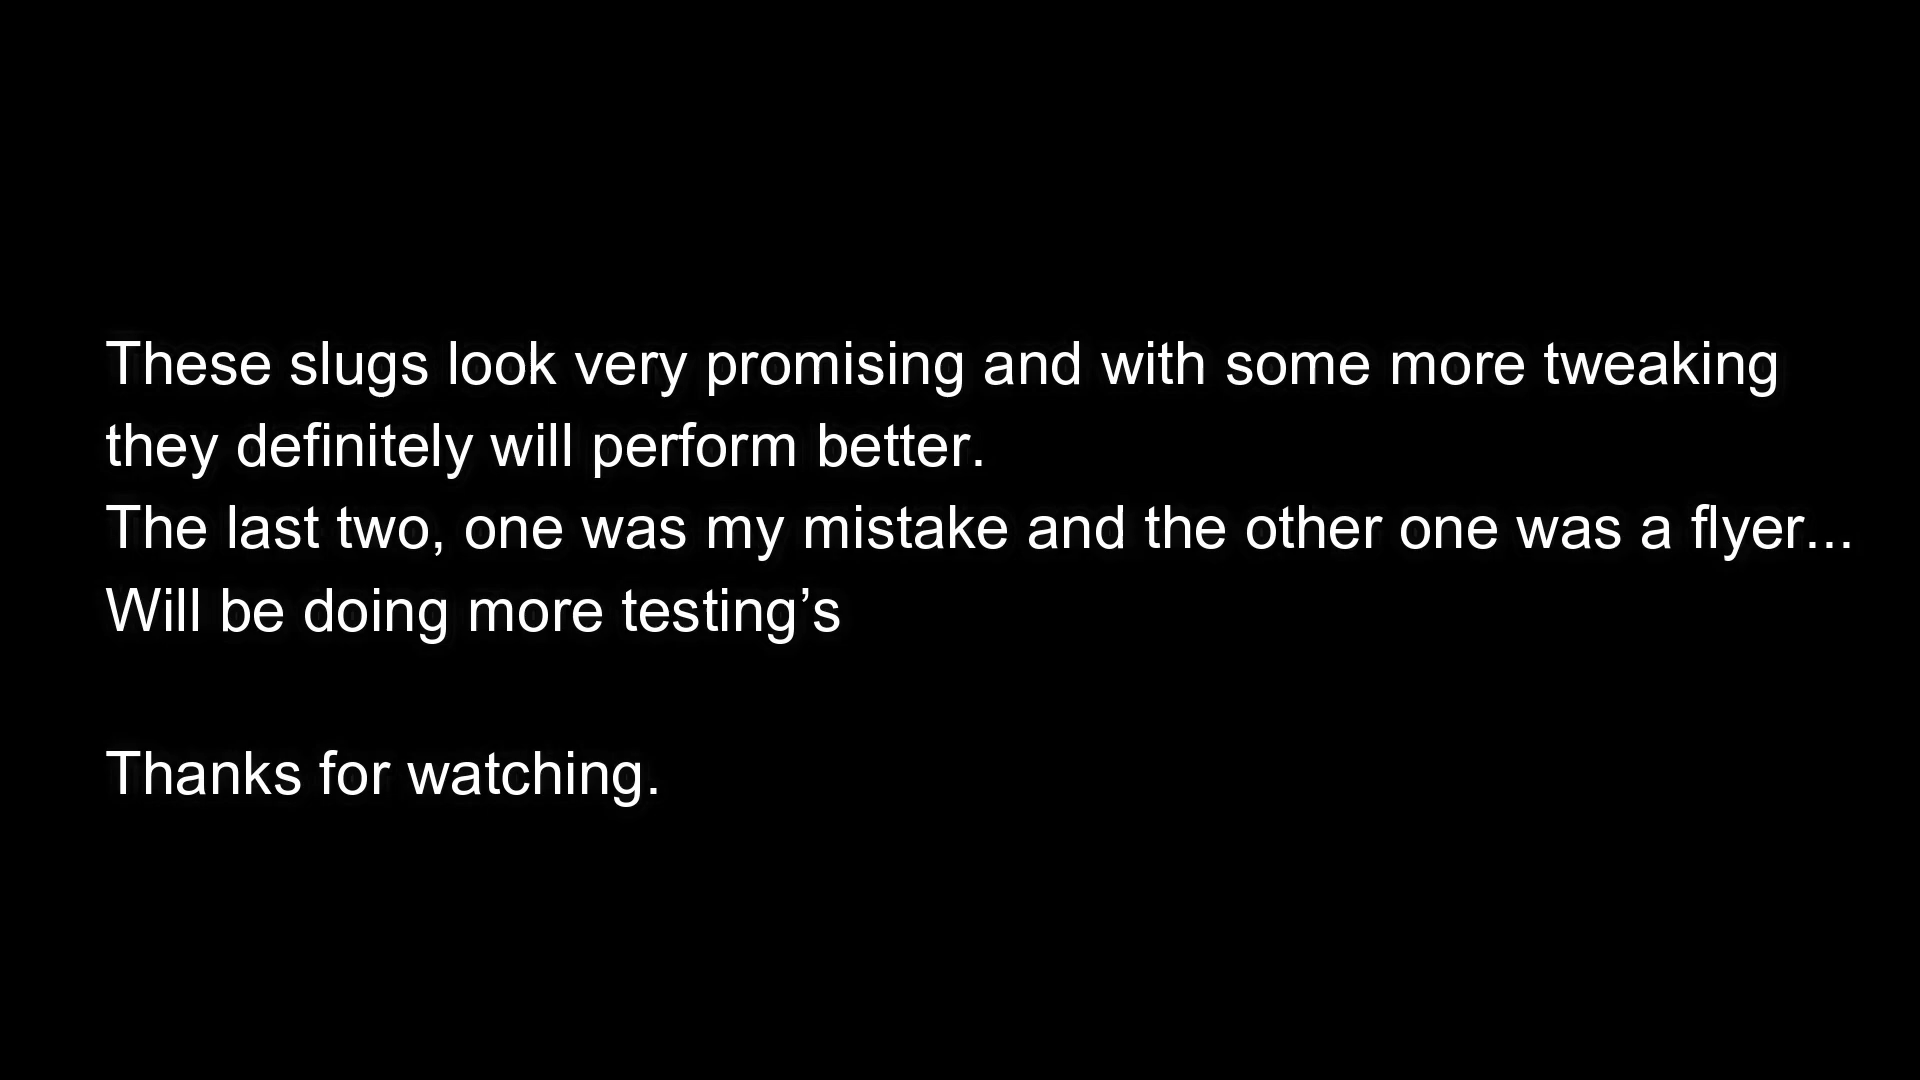 These slugs look very promising and with some more tweaking
they definitely will perform better.
The last two, one was my mistake and the other one was a flyer...
Will be doing more testing’s
Thanks for watching.